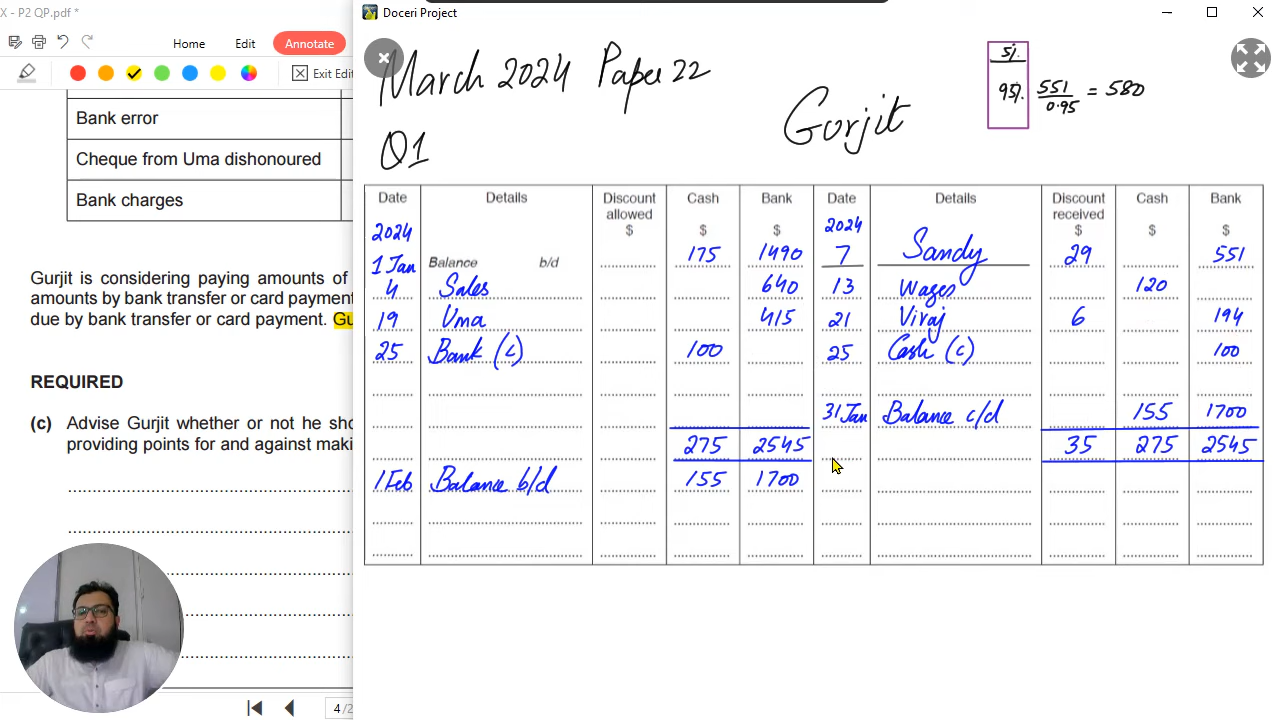 X - P2 QP.pdf *
Doceri Project
Home Edit Annotate
Exit Edi
Bank error
Cheque from Uma dishonoured
Bank charges
Gurjit is considering paying amounts of
amounts by bank transfer or card payment
due by bank transfer or card payment. Gu
REQUIRED
(c) Advise Gurjit whether or not he sho
providing points for and against maki
4 /2
March 2024 Paper 22
Q1
Gurjit
5%
95% 551/0.95 = 580
Date Details Discount allowed $ Cash $ Bank $ Date Details Discount received $ Cash $ Bank $
2024 2024
1 Jan Balance b/d 175 1490 7 Sandy 29 551
4 Sales 640 13 Wages 120
19 Uma 415 21 Viraj 6 194
25 Bank (c) 100 25 Cash (c) 100
31 Jan Balance c/d 155 1700
275 2545 35 275 2545
1 Feb Balance b/d 155 1700